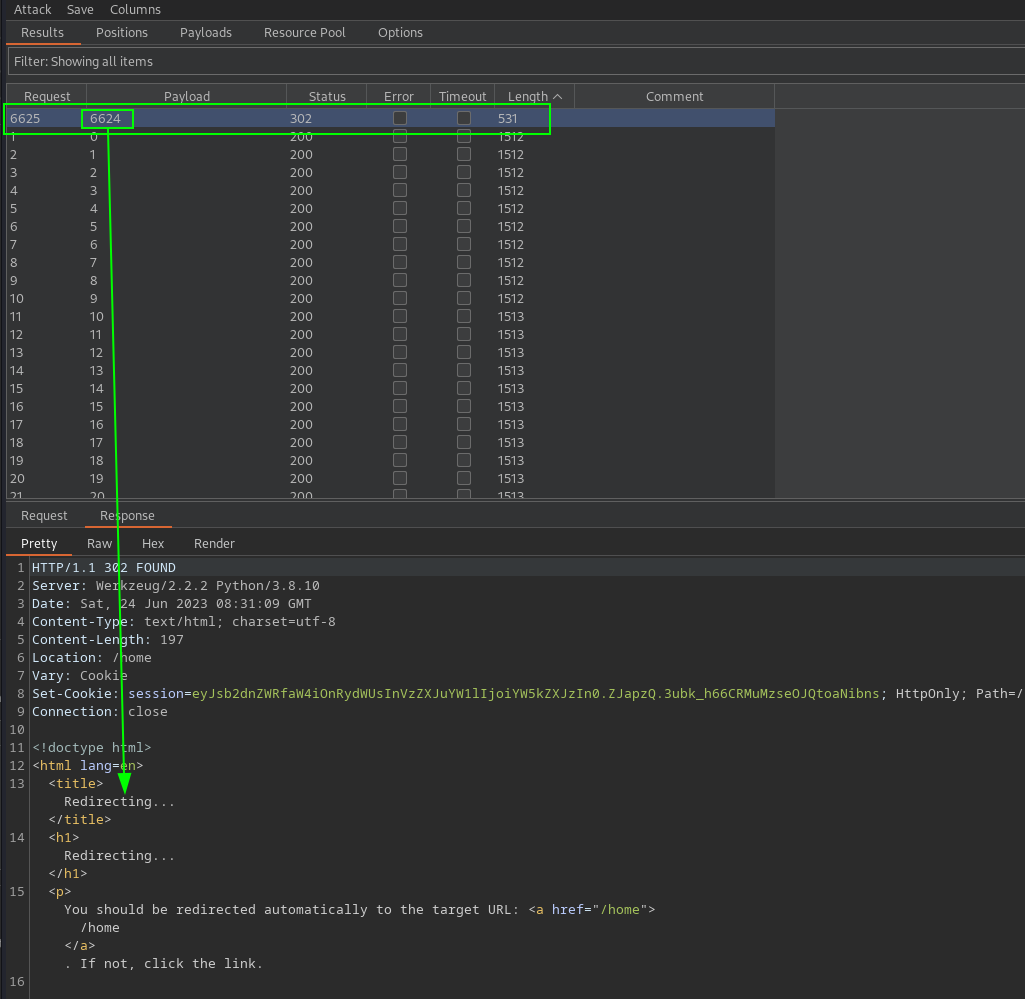 Attack Save Columns
Results Positions Payloads Resource Pool Options
Filter: Showing all items
Request Payload Status Error Timeout Length Comment
6625 6624 302 531
1 0 200 1512
2 1 200 1512
3 2 200 1512
4 3 200 1512
5 4 200 1512
6 5 200 1512
7 6 200 1512
8 7 200 1512
9 8 200 1512
10 9 200 1512
11 10 200 1513
12 11 200 1513
13 12 200 1513
14 13 200 1513
15 14 200 1513
16 15 200 1513
17 16 200 1513
18 17 200 1513
19 18 200 1513
20 19 200 1513
21 20 200 1513
Request Response
Pretty Raw Hex Render
1 HTTP/1.1 302 FOUND
2 Server: Werkzeug/2.2.2 Python/3.8.10
3 Date: Sat, 24 Jun 2023 08:31:09 GMT
4 Content-Type: text/html; charset=utf-8
5 Content-Length: 197
6 Location: /home
7 Vary: Cookie
8 Set-Cookie: session=eyJsb2dnZWRfaW4iOnRydWUsInVzZXJuYW1lIjoiYW5kZXJzIn0.ZJapzQ.3ubk_h66CRMuMzseOJQtoaNibns; HttpOnly; Path=/
9 Connection: close
10
11 <!doctype html>
12 <html lang=en>
13 <title>
Redirecting...
</title>
14 <h1>
Redirecting...
</h1>
15 <p>
You should be redirected automatically to the target URL: <a href="/home">
/home
</a>
. If not, click the link.
16